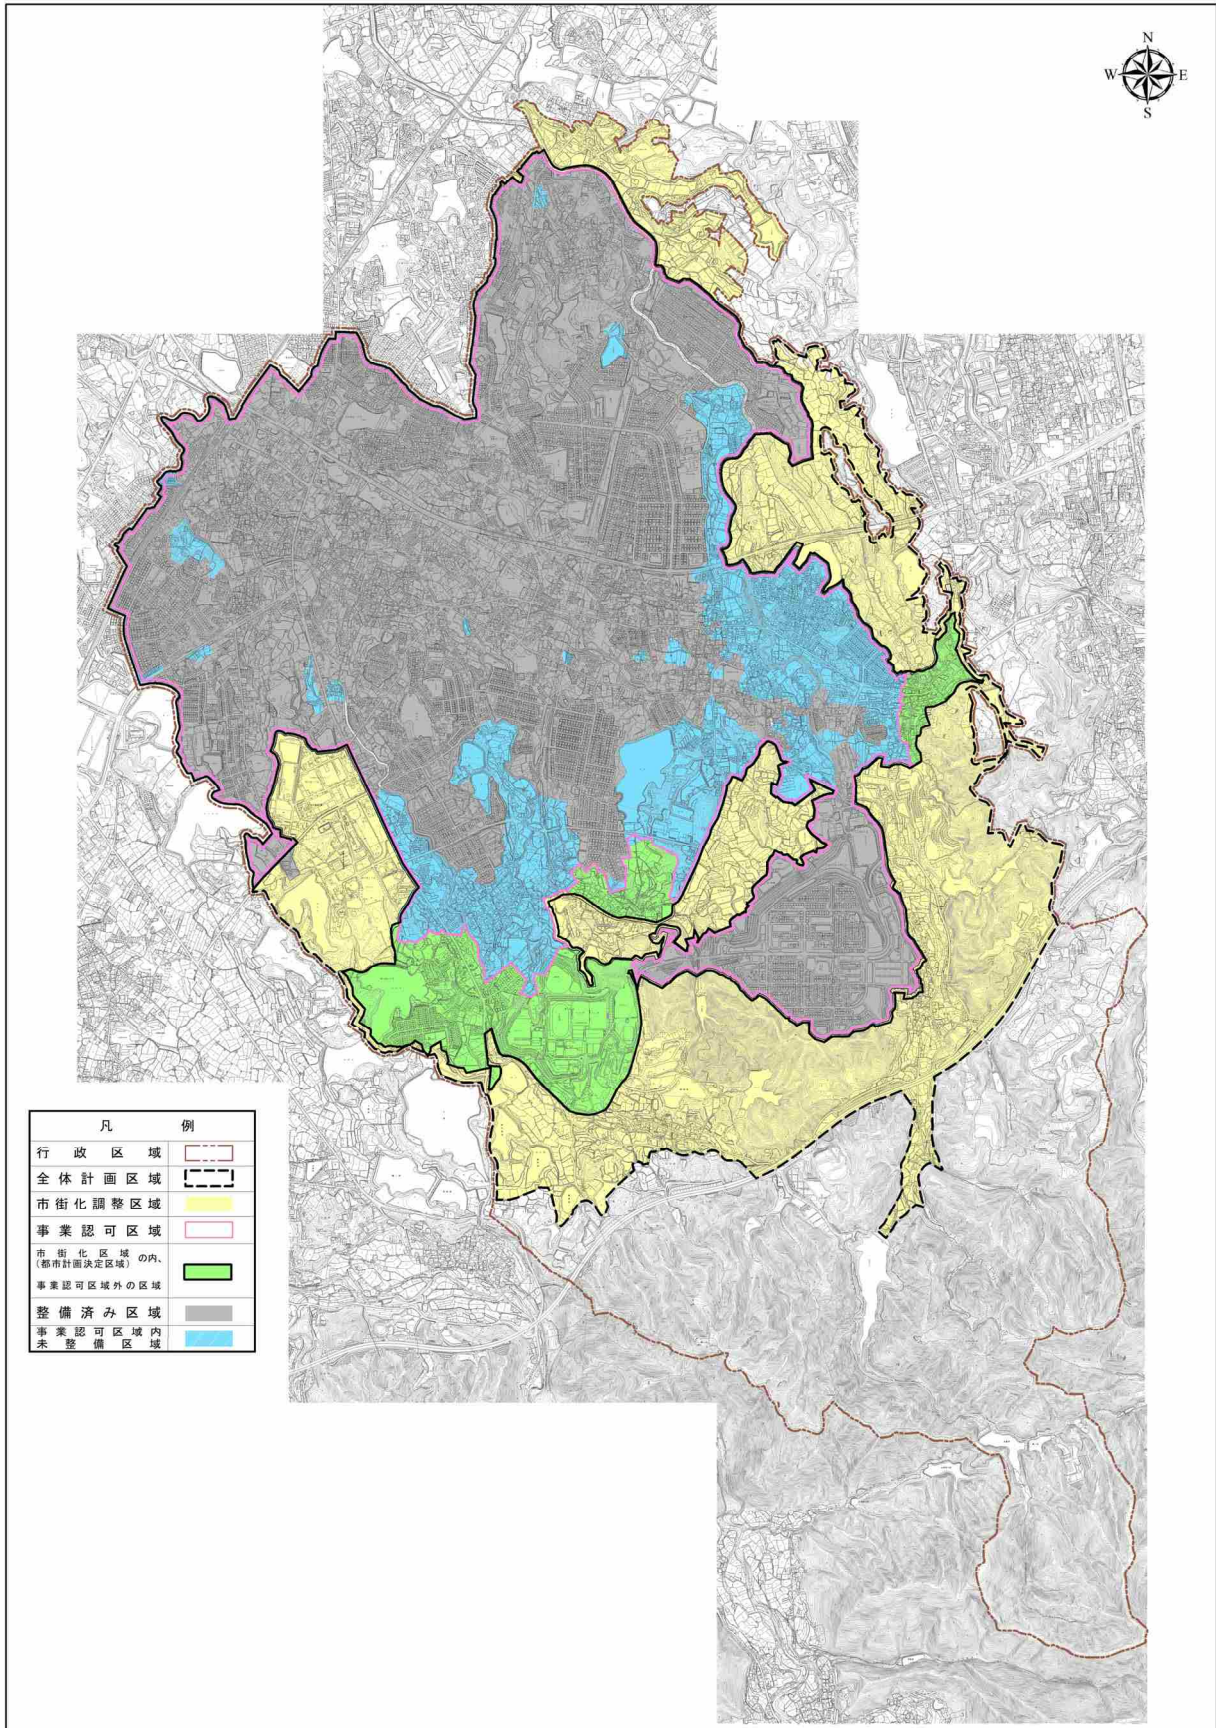 N
W E
S
凡 例
行政区域
全体計画区域
市街化調整区域
事業認可区域
市街化区域の内、
(都市計画決定区域)
事業認可区域外の区域
整備済み区域
事業認可区域内
未整備区域